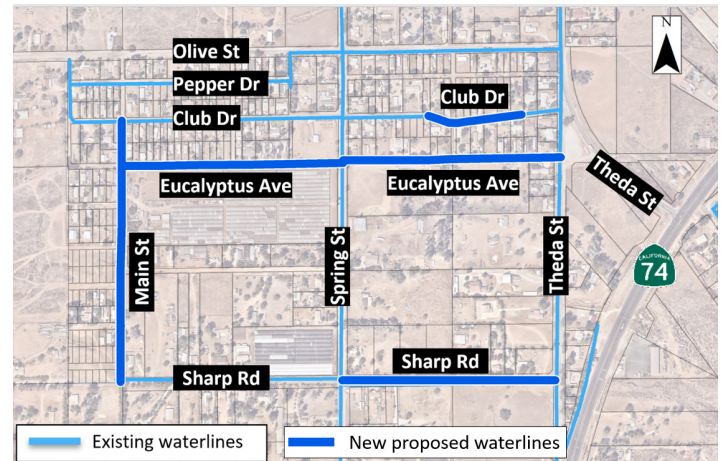 N
Olive St
Pepper Dr
Club Dr
Club Dr
Eucalyptus Ave
Eucalyptus Ave
Theda St
Main St
Spring St
Theda St
CALIFORNIA
74
Sharp Rd
Sharp Rd
Existing waterlines
New proposed waterlines